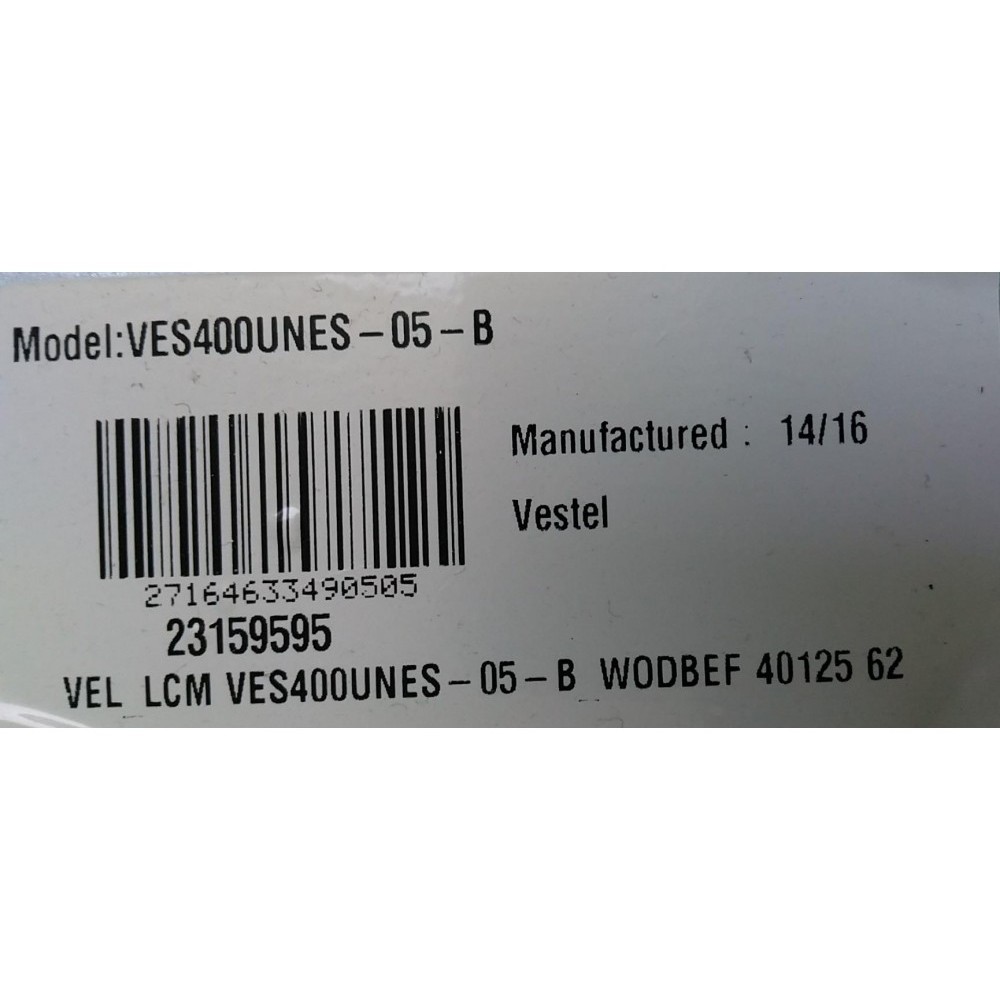 Model:VES400UNES-05-B
Manufactured : 14/16
Vestel
27164633490505
23159595
VEL LCM VES400UNES-05-B WODBEF 40125 62